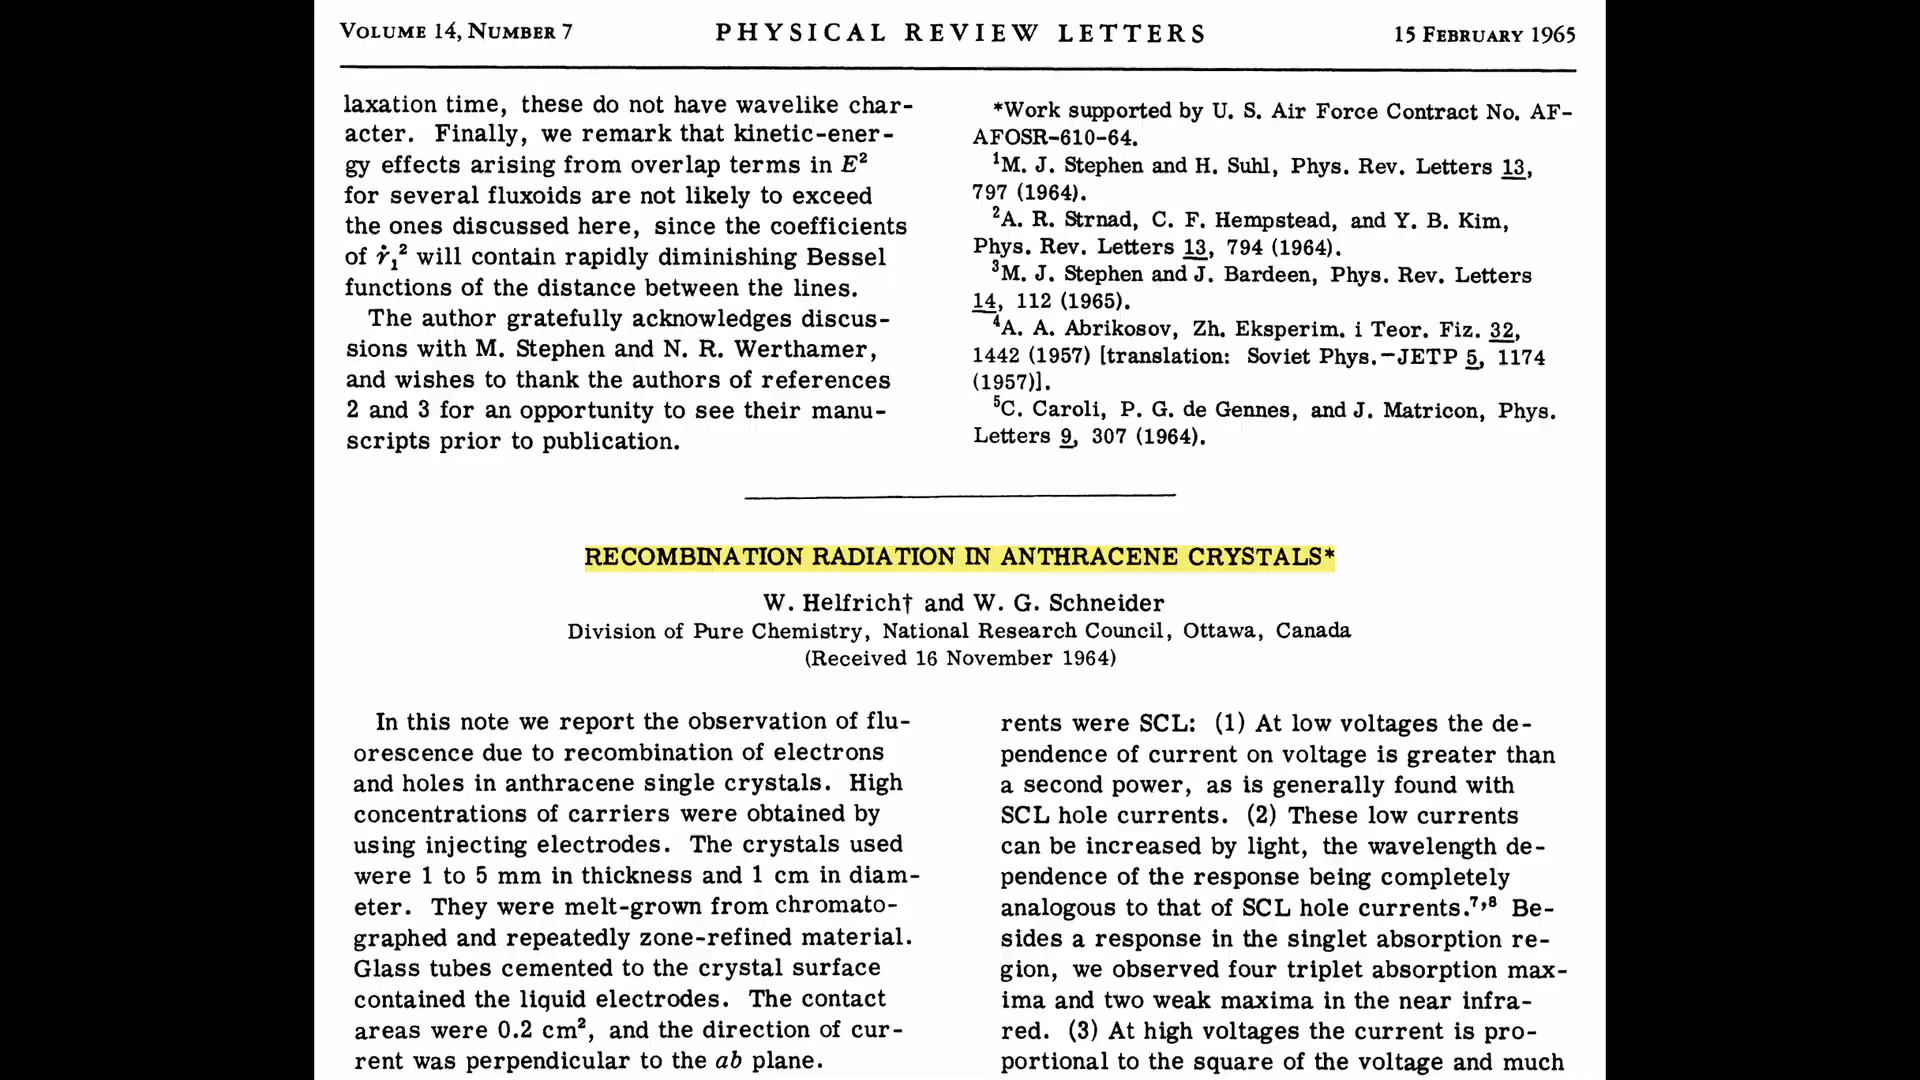 VOLUME 14, NUMBER 7 PHYSICAL REVIEW LETTERS 15 FEBRUARY 1965
laxation time, these do not have wavelike char-
acter. Finally, we remark that kinetic-ener-
gy effects arising from overlap terms in E²
for several fluxoids are not likely to exceed
the ones discussed here, since the coefficients
of ṙ₁² will contain rapidly diminishing Bessel
functions of the distance between the lines.
The author gratefully acknowledges discus-
sions with M. Stephen and N. R. Werthamer,
and wishes to thank the authors of references
2 and 3 for an opportunity to see their manu-
scripts prior to publication.
*Work supported by U. S. Air Force Contract No. AF-
AFOSR-610-64.
¹M. J. Stephen and H. Suhl, Phys. Rev. Letters 13,
797 (1964).
²A. R. Strnad, C. F. Hempstead, and Y. B. Kim,
Phys. Rev. Letters 13, 794 (1964).
³M. J. Stephen and J. Bardeen, Phys. Rev. Letters
14, 112 (1965).
⁴A. A. Abrikosov, Zh. Eksperim. i Teor. Fiz. 32,
1442 (1957) [translation: Soviet Phys.-JETP 5, 1174
(1957)].
⁵C. Caroli, P. G. de Gennes, and J. Matricon, Phys.
Letters 9, 307 (1964).
RECOMBINATION RADIATION IN ANTHRACENE CRYSTALS*
W. Helfrich† and W. G. Schneider
Division of Pure Chemistry, National Research Council, Ottawa, Canada
(Received 16 November 1964)
In this note we report the observation of flu-
orescence due to recombination of electrons
and holes in anthracene single crystals. High
concentrations of carriers were obtained by
using injecting electrodes. The crystals used
were 1 to 5 mm in thickness and 1 cm in diam-
eter. They were melt-grown from chromato-
graphed and repeatedly zone-refined material.
Glass tubes cemented to the crystal surface
contained the liquid electrodes. The contact
areas were 0.2 cm², and the direction of cur-
rent was perpendicular to the ab plane.
rents were SCL: (1) At low voltages the de-
pendence of current on voltage is greater than
a second power, as is generally found with
SCL hole currents. (2) These low currents
can be increased by light, the wavelength de-
pendence of the response being completely
analogous to that of SCL hole currents.⁷,⁸ Be-
sides a response in the singlet absorption re-
gion, we observed four triplet absorption max-
ima and two weak maxima in the near infra-
red. (3) At high voltages the current is pro-
portional to the square of the voltage and much